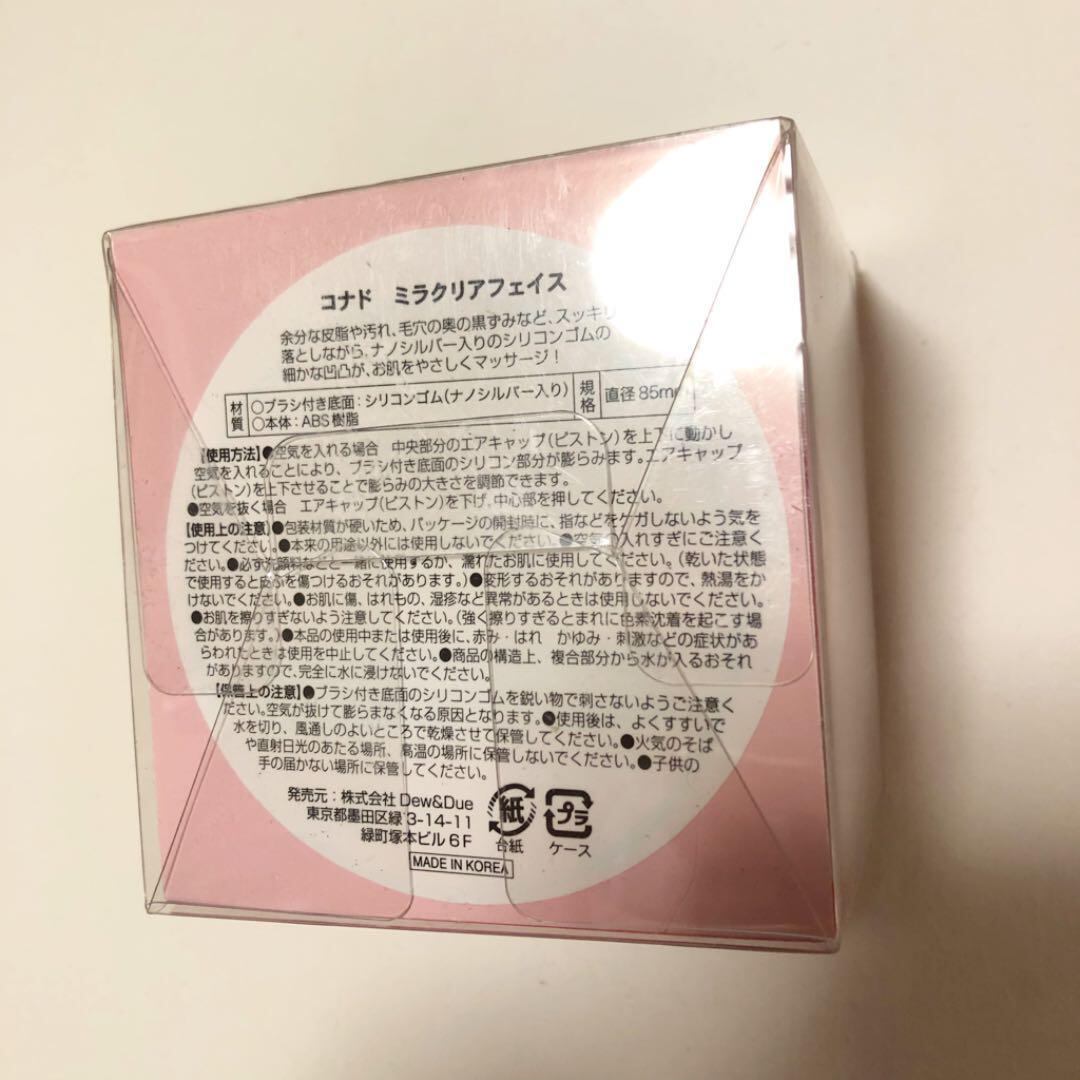 コナド ミラクリアフェイス
余分な皮脂や汚れ、毛穴の奥の黒ずみなど、スッキリ
落としながら、ナノシルバー入りのシリコンゴムの
細かな凹凸が、お肌をやさしくマッサージ！
材質 ○ブラシ付き底面：シリコンゴム(ナノシルバー入り) 規格 直径85mm
○本体：ABS樹脂
【使用方法】●空気を入れる場合 中央部分のエアキャップ(ピストン)を上下に動かし
空気を入れることにより、ブラシ付き底面のシリコン部分が膨らみます。エアキャップ
(ピストン)を上下させることで膨らみの大きさを調節できます。
●空気を抜く場合 エアキャップ(ピストン)を下げ、中心部を押してください。
【使用上の注意】●包装材質が硬いため、パッケージの開封時に、指などをケガしないよう気を
つけてください。●本来の用途以外には使用しないでください。●空気の入れすぎにご注意く
ださい。●必ず洗顔料などと一緒に使用するか、濡れたお肌に使用してください。(乾いた状態
で使用すると皮ふを傷つけるおそれがあります。)●変形するおそれがありますので、熱湯をか
けないでください。●お肌に傷、はれもの、湿疹など異常があるときは使用しないでください。
●お肌を擦りすぎないよう注意してください。(強く擦りすぎるとまれに色素沈着を起こす場
合があります。)●本品の使用中または使用後に、赤み・はれ かゆみ・刺激などの症状があ
らわれたときは使用を中止してください。●商品の構造上、複合部分から水が入るおそれ
がありますので、完全に水に浸けないでください。
【保管上の注意】●ブラシ付き底面のシリコンゴムを鋭い物で刺さないようご注意く
ださい。空気が抜けて膨らまなくなる原因となります。●使用後は、よくすすいで
水を切り、風通しのよいところで乾燥させて保管してください。●火気のそば
や直射日光のあたる場所、高温の場所に保管しないでください。●子供の
手の届かない場所に保管してください。
発売元：株式会社Dew&Due
東京都墨田区緑3-14-11
緑町塚本ビル6F
紙
台紙
プラ
ケース
MADE IN KOREA